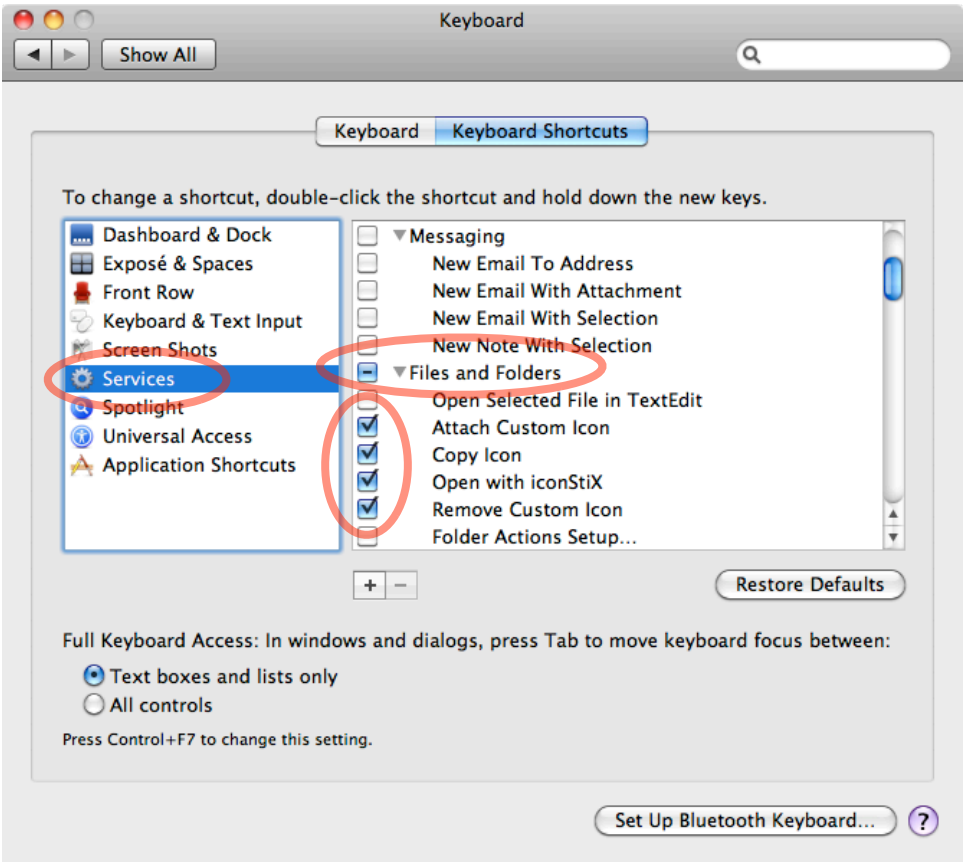 Keyboard
Show All
Keyboard
Keyboard Shortcuts
To change a shortcut, double-click the shortcut and hold down the new keys.
Dashboard & Dock
Exposé & Spaces
Front Row
Keyboard & Text Input
Screen Shots
Services
Spotlight
Universal Access
Application Shortcuts
Messaging
New Email To Address
New Email With Attachment
New Email With Selection
New Note With Selection
Files and Folders
Open Selected File in TextEdit
Attach Custom Icon
Copy Icon
Open with iconStiX
Remove Custom Icon
Folder Actions Setup...
+ −
Restore Defaults
Full Keyboard Access: In windows and dialogs, press Tab to move keyboard focus between:
Text boxes and lists only
All controls
Press Control+F7 to change this setting.
Set Up Bluetooth Keyboard... ?